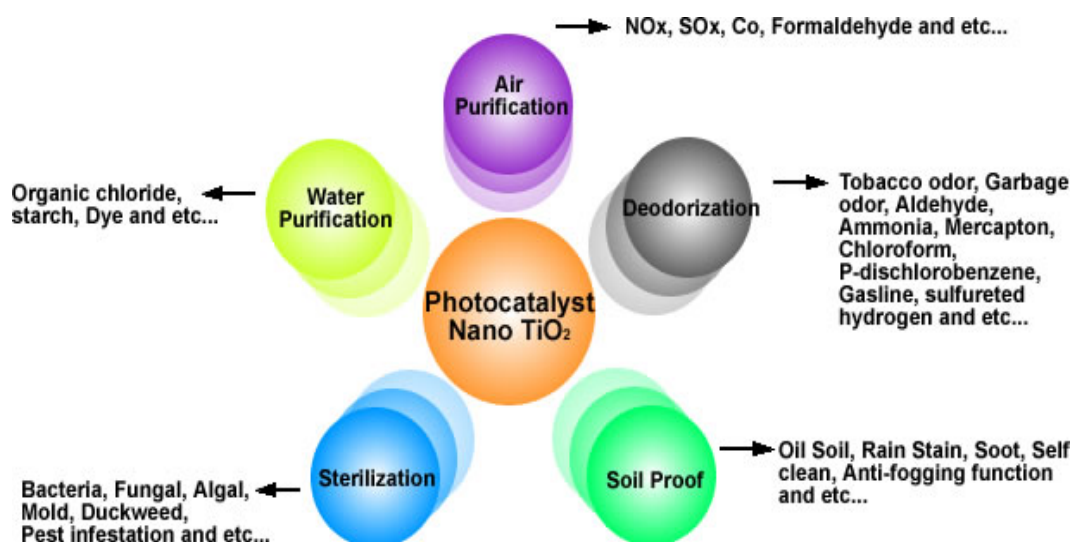 NOx, SOx, Co, Formaldehyde and etc...
Air
Purification
Water
Purification
Organic chloride,
starch, Dye and etc...
Deodorization
Tobacco odor, Garbage
odor, Aldehyde,
Ammonia, Mercapton,
Chloroform,
P-dischlorobenzene,
Gasline, sulfureted
hydrogen and etc...
Photocatalyst
Nano TiO₂
Sterilization
Bacteria, Fungal, Algal,
Mold, Duckweed,
Pest infestation and etc...
Soil Proof
Oil Soil, Rain Stain, Soot, Self
clean, Anti-fogging function
and etc...